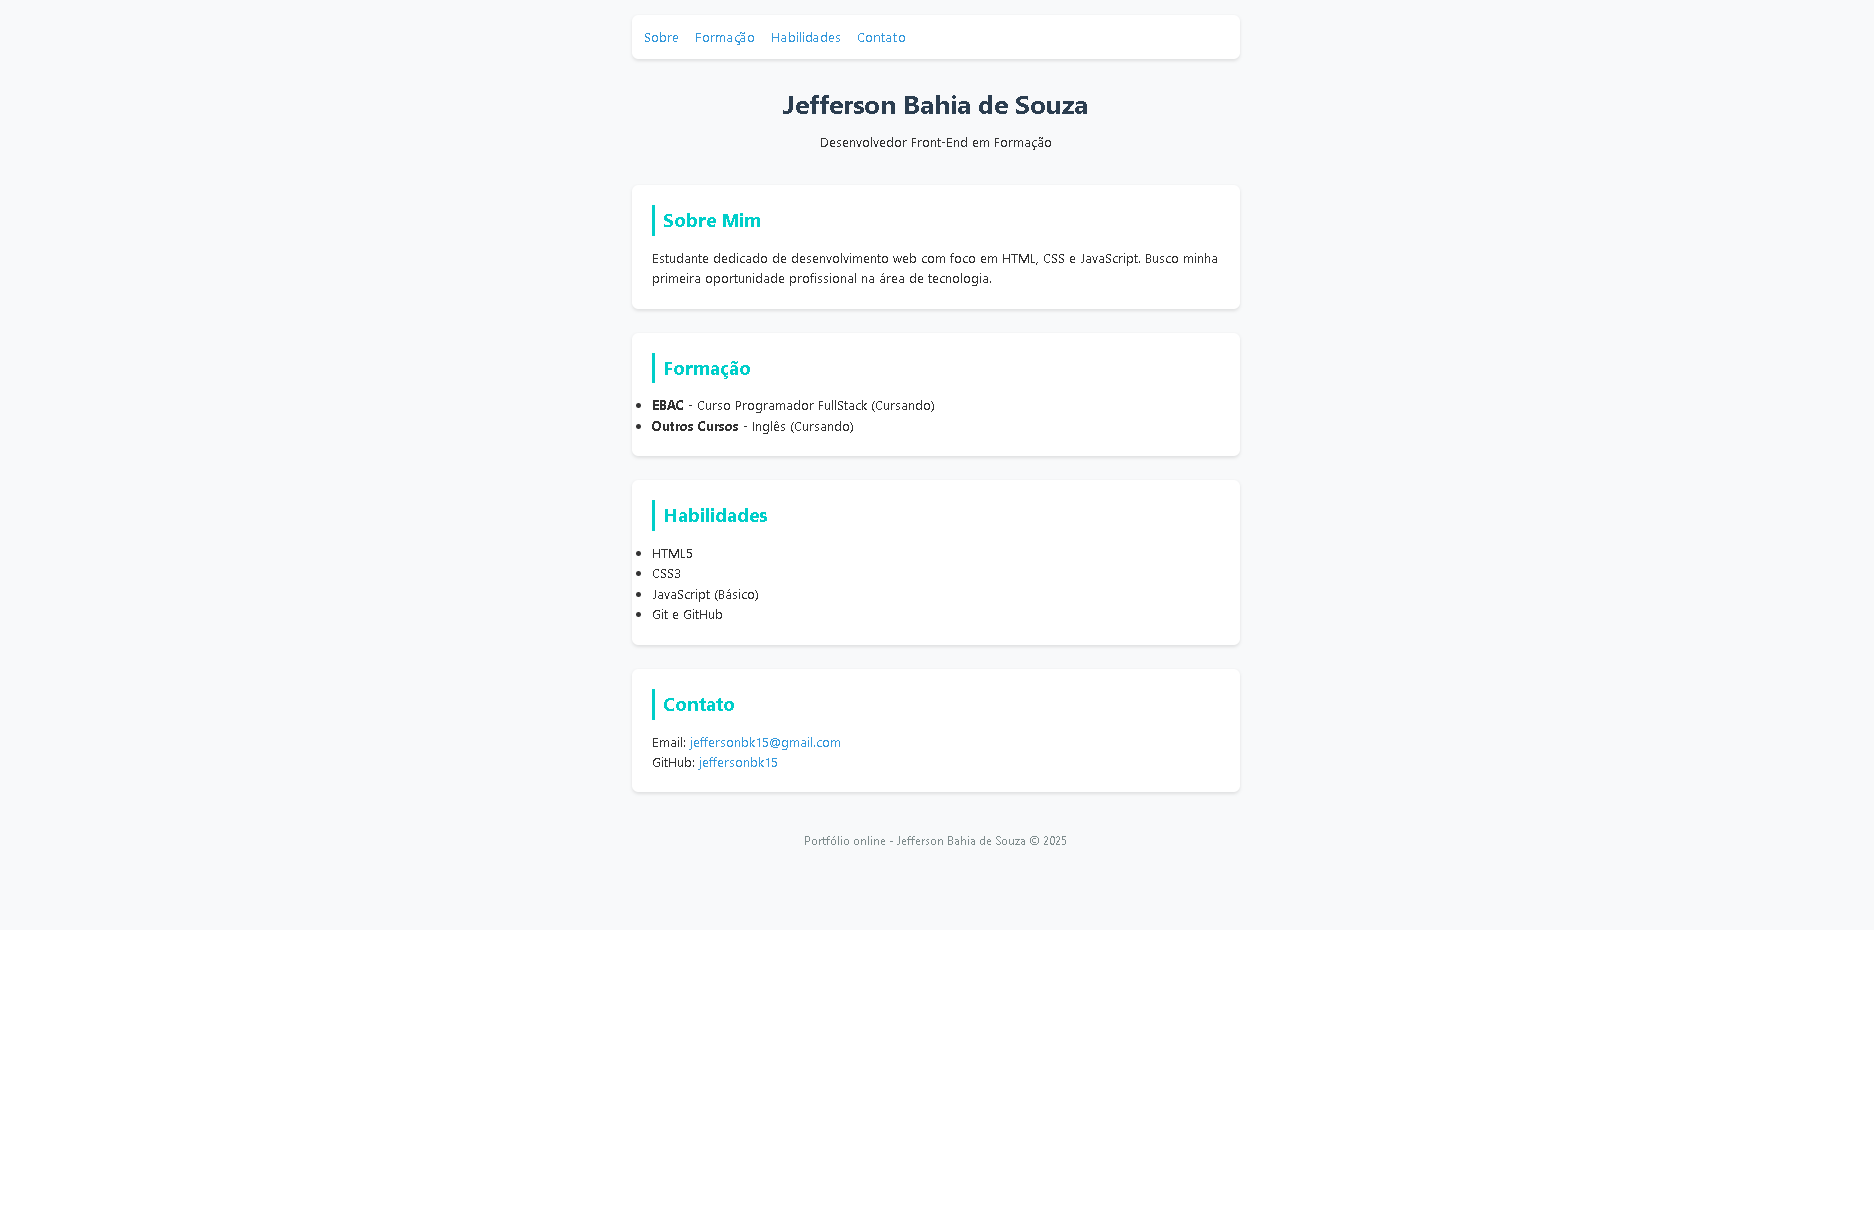 Sobre Formação Habilidades Contato
Jefferson Bahia de Souza
Desenvolvedor Front-End em Formação
Sobre Mim
Estudante dedicado de desenvolvimento web com foco em HTML, CSS e JavaScript. Busco minha
primeira oportunidade profissional na área de tecnologia.
Formação
• EBAC - Curso Programador FullStack (Cursando)
• Outros Cursos - Inglês (Cursando)
Habilidades
• HTML5
• CSS3
• JavaScript (Básico)
• Git e GitHub
Contato
Email: jeffersonbk15@gmail.com
GitHub: jeffersonbk15
Portfólio online - Jefferson Bahia de Souza © 2025